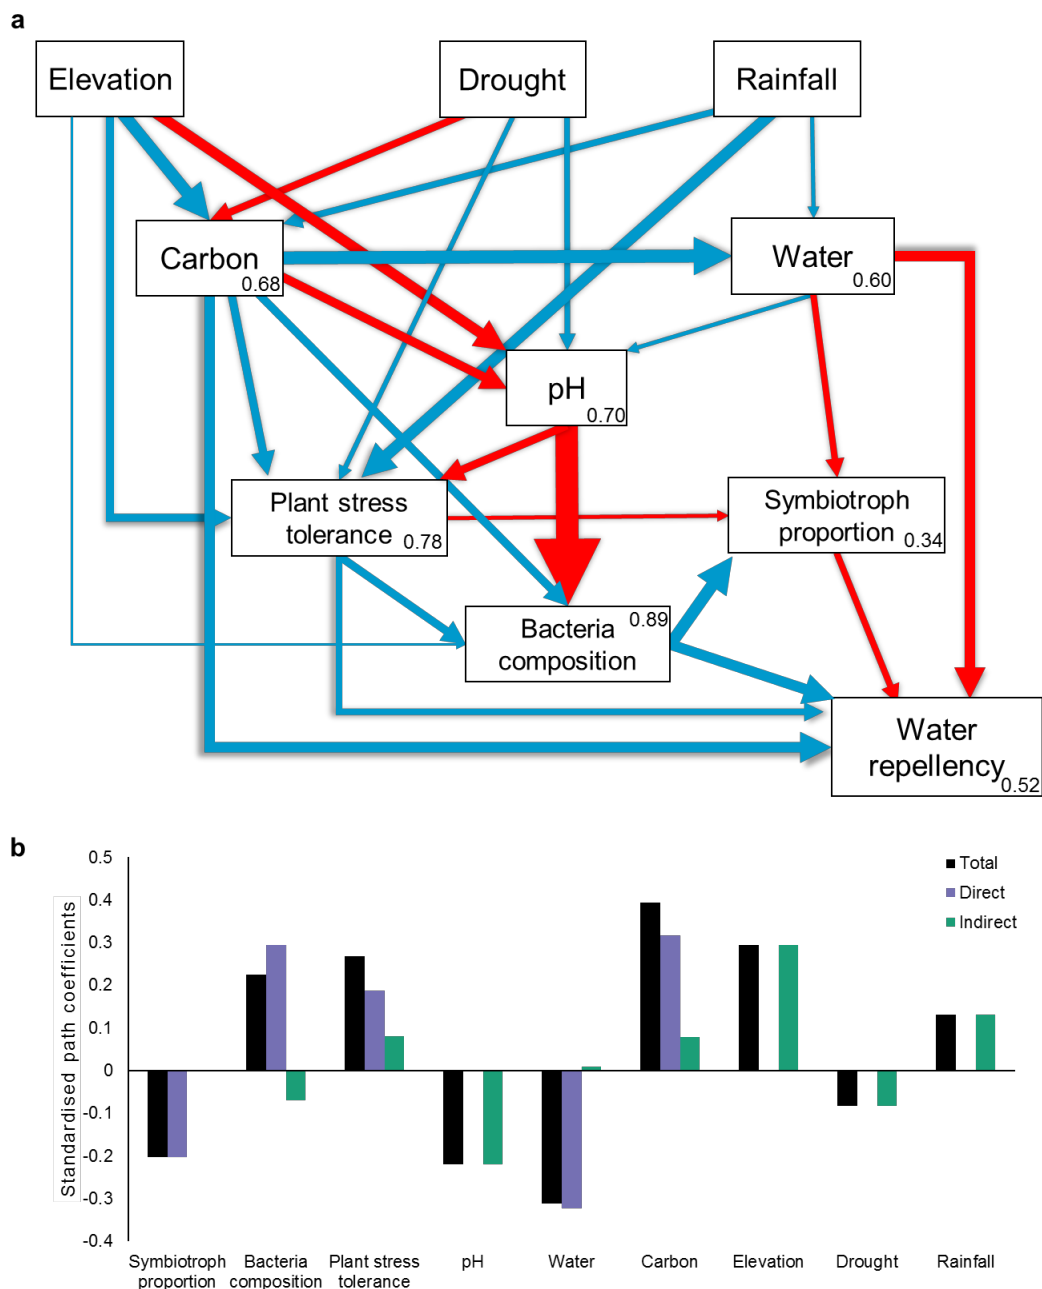 a
Elevation
Drought
Rainfall
Carbon
0.68
Water
0.60
pH
0.70
Plant stress
tolerance
0.78
Symbiotroph
proportion
0.34
0.89
Bacteria
composition
Water
repellency
0.52
b
Standardised path coefficients
0.5
0.4
0.3
0.2
0.1
0
-0.1
-0.2
-0.3
-0.4
Total
Direct
Indirect
Symbiotroph
proportion
Bacteria
composition
Plant stress
tolerance
pH
Water
Carbon
Elevation
Drought
Rainfall